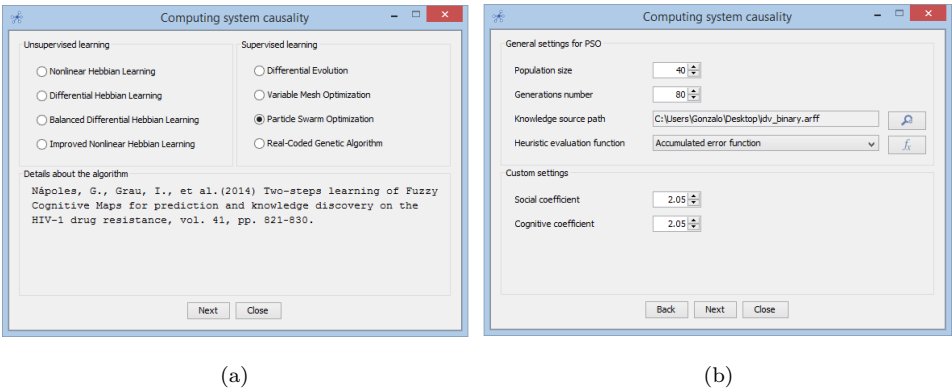 Computing system causality
Unsupervised learning
Nonlinear Hebbian Learning
Differential Hebbian Learning
Balanced Differential Hebbian Learning
Improved Nonlinear Hebbian Learning
Supervised learning
Differential Evolution
Variable Mesh Optimization
Particle Swarm Optimization
Real-Coded Genetic Algorithm
Details about the algorithm
Nápoles, G., Grau, I., et al.(2014) Two-steps learning of Fuzzy
Cognitive Maps for prediction and knowledge discovery on the
HIV-1 drug resistance, vol. 41, pp. 821-830.
Next Close
(a)
Computing system causality
General settings for PSO
Population size 40
Generations number 80
Knowledge source path C:\Users\Gonzalo\Desktop\idv_binary.arff
Heuristic evaluation function Accumulated error function fx
Custom settings
Social coefficient 2.05
Cognitive coefficient 2.05
Back Next Close
(b)